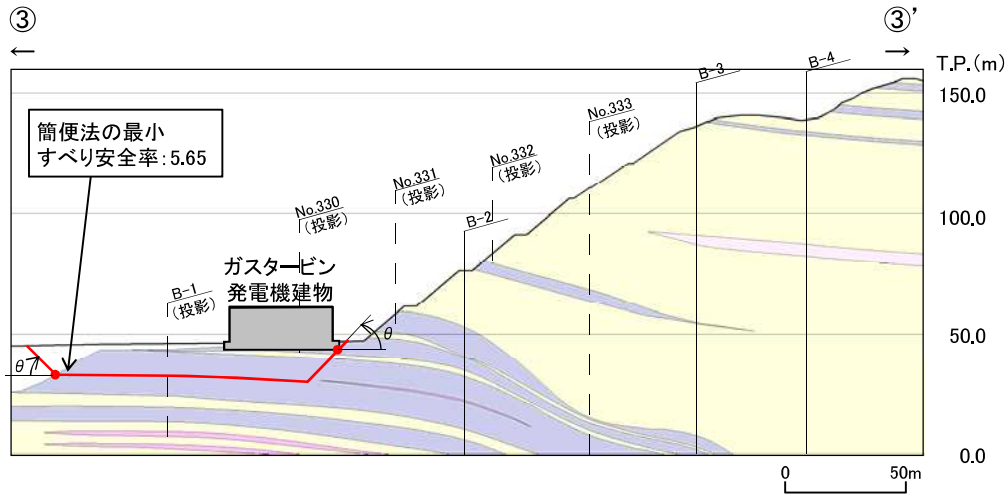 ③
③'
←
→
T.P.(m)
B-4
B-3
150.0
簡便法の最小
すべり安全率:5.65
No.333
(投影)
No.332
(投影)
No.331
(投影)
No.330
(投影)
B-2
100.0
ガスタービン
発電機建物
B-1
(投影)
θ
50.0
θ
0.0
0 50m